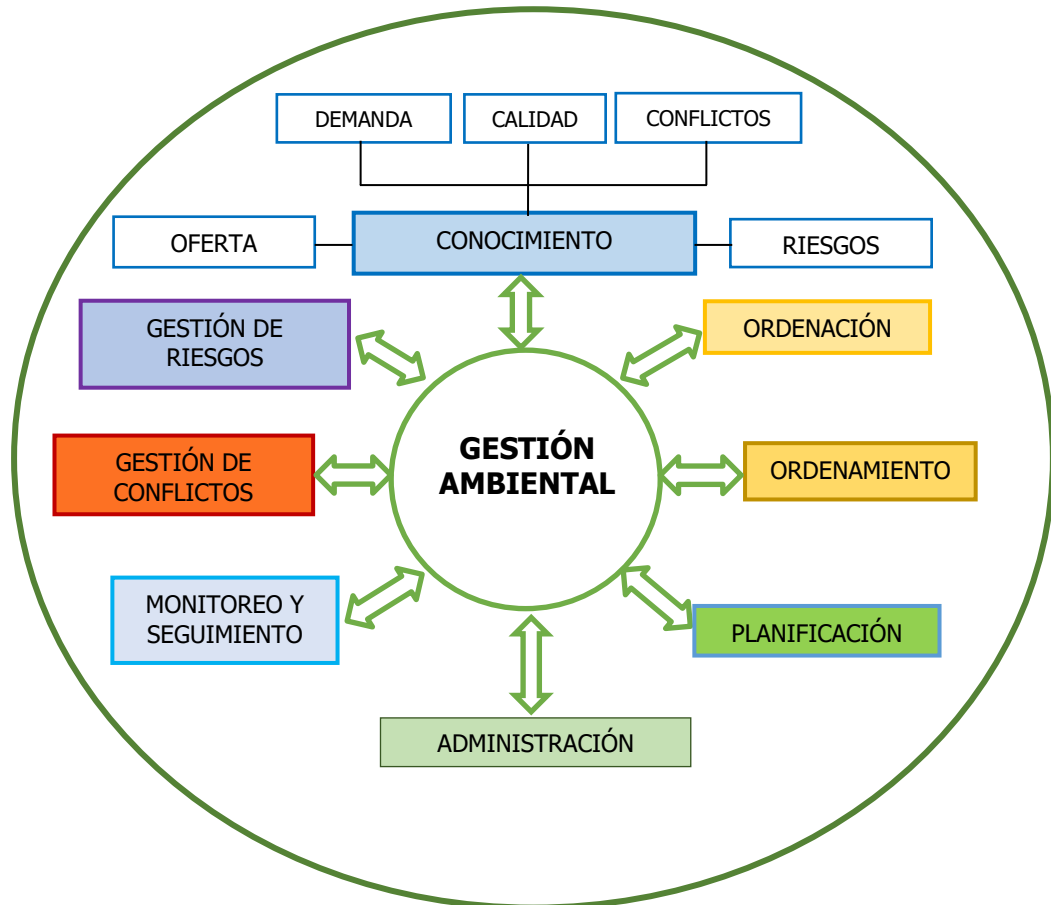 DEMANDA
CALIDAD
CONFLICTOS
OFERTA
CONOCIMIENTO
RIESGOS
GESTIÓN DE
RIESGOS
ORDENACIÓN
GESTIÓN
AMBIENTAL
GESTIÓN DE
CONFLICTOS
ORDENAMIENTO
MONITOREO Y
SEGUIMIENTO
PLANIFICACIÓN
ADMINISTRACIÓN